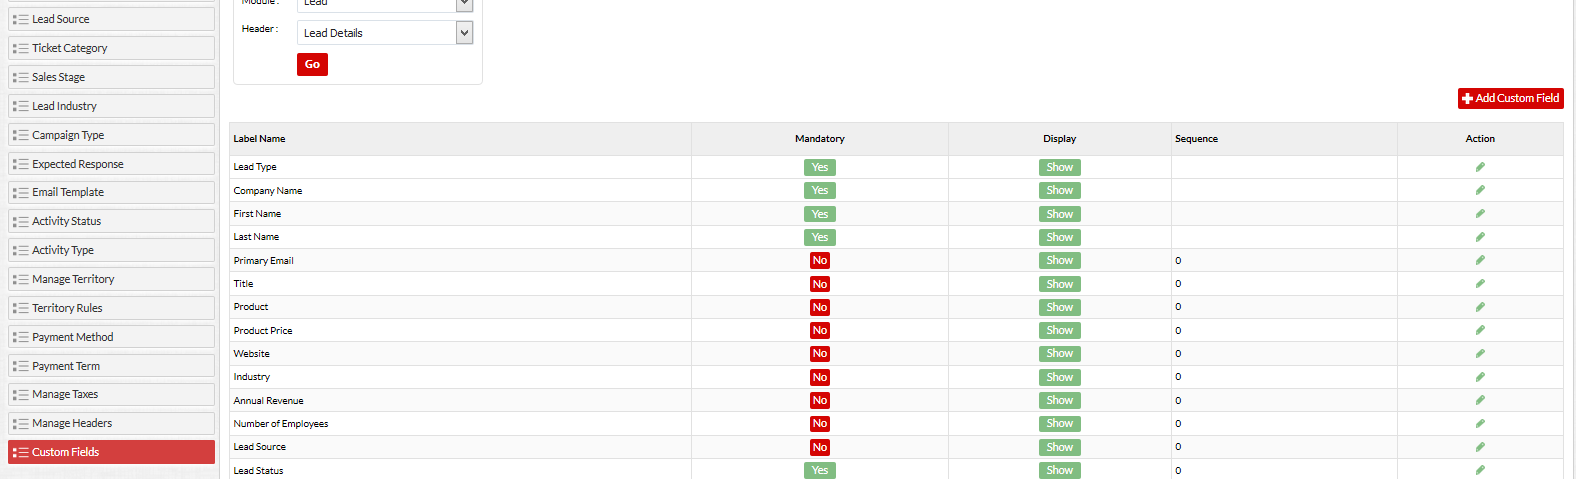 Module :
Lead
Header :
Lead Details
Go
Add Custom Field
Lead Source
Ticket Category
Sales Stage
Lead Industry
Campaign Type
Expected Response
Email Template
Activity Status
Activity Type
Manage Territory
Territory Rules
Payment Method
Payment Term
Manage Taxes
Manage Headers
Custom Fields
Label Name Mandatory Display Sequence Action
Lead Type Yes Show
Company Name Yes Show
First Name Yes Show
Last Name Yes Show
Primary Email No Show 0
Title No Show 0
Product No Show 0
Product Price No Show 0
Website No Show 0
Industry No Show 0
Annual Revenue No Show 0
Number of Employees No Show 0
Lead Source No Show 0
Lead Status Yes Show 0